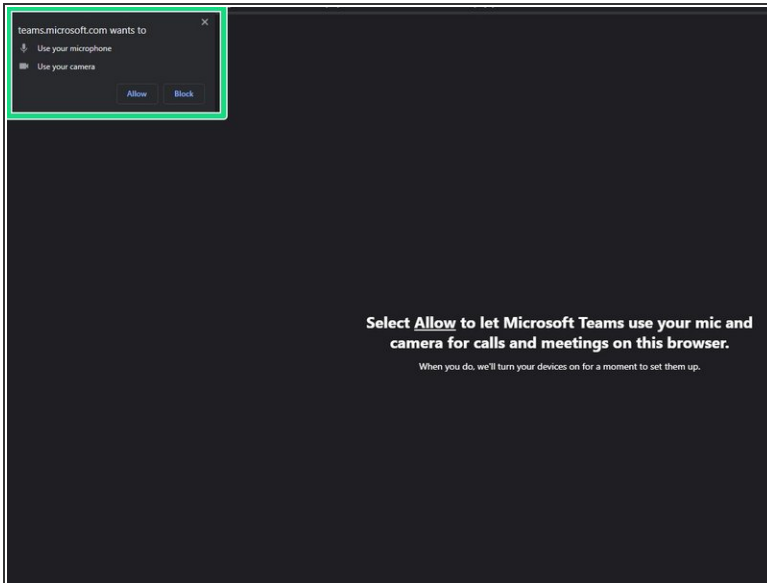 teams.microsoft.com wants to
Use your microphone
Use your camera
Allow
Block
Select Allow to let Microsoft Teams use your mic and
camera for calls and meetings on this browser.
When you do, we'll turn your devices on for a moment to set them up.